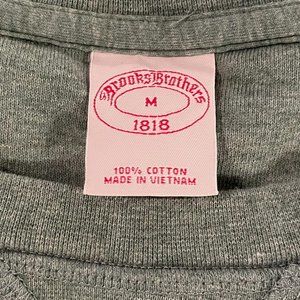 Brooks Brothers
M
1818
100% COTTON
MADE IN VIETNAM